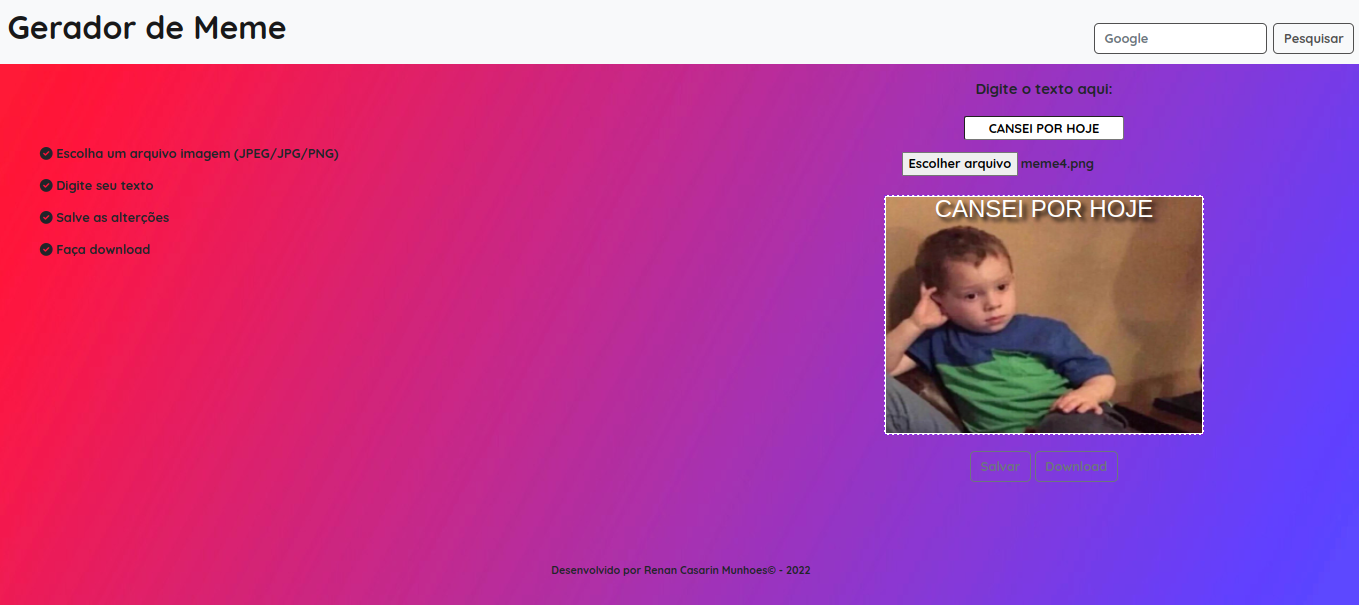 Gerador de Meme
Google
Pesquisar
Escolha um arquivo imagem (JPEG/JPG/PNG)
Digite seu texto
Salve as alterções
Faça download
Digite o texto aqui:
CANSEI POR HOJE
Escolher arquivo meme4.png
CANSEI POR HOJE
Salvar
Download
Desenvolvido por Renan Casarin Munhoes© - 2022